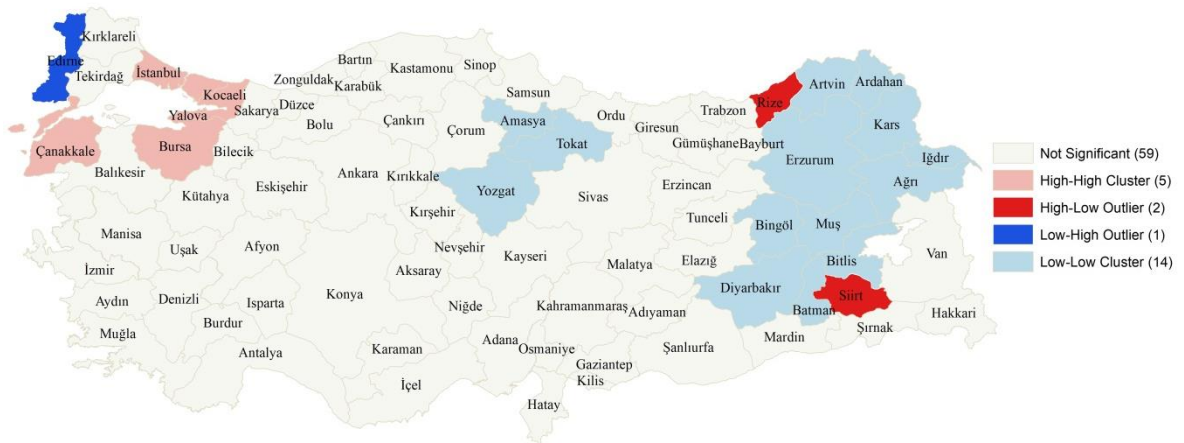 Kırklareli
Edirne
Tekirdağ
İstanbul
Kocaeli
Yalova
Sakarya
Çanakkale
Bursa
Bilecik
Balıkesir
Kütahya
Zonguldak
Bartın
Karabük
Kastamonu
Sinop
Düzce
Bolu
Çankırı
Samsun
Çorum
Amasya
Tokat
Ordu
Giresun
Trabzon
Rize
Artvin
Ardahan
Kars
Gümüşhane
Bayburt
Erzurum
Iğdır
Ağrı
Eskişehir
Ankara
Kırıkkale
Yozgat
Sivas
Erzincan
Tunceli
Bingöl
Muş
Kırşehir
Manisa
Uşak
Afyon
Nevşehir
Kayseri
Elazığ
Bitlis
Van
İzmir
Aksaray
Malatya
Diyarbakır
Siirt
Batman
Aydın
Denizli
Isparta
Konya
Niğde
Kahramanmaraş
Adıyaman
Hakkari
Şırnak
Mardin
Muğla
Burdur
Antalya
Karaman
Adana
Osmaniye
Şanlıurfa
Gaziantep
Kilis
İçel
Hatay
Not Significant (59)
High-High Cluster (5)
High-Low Outlier (2)
Low-High Outlier (1)
Low-Low Cluster (14)